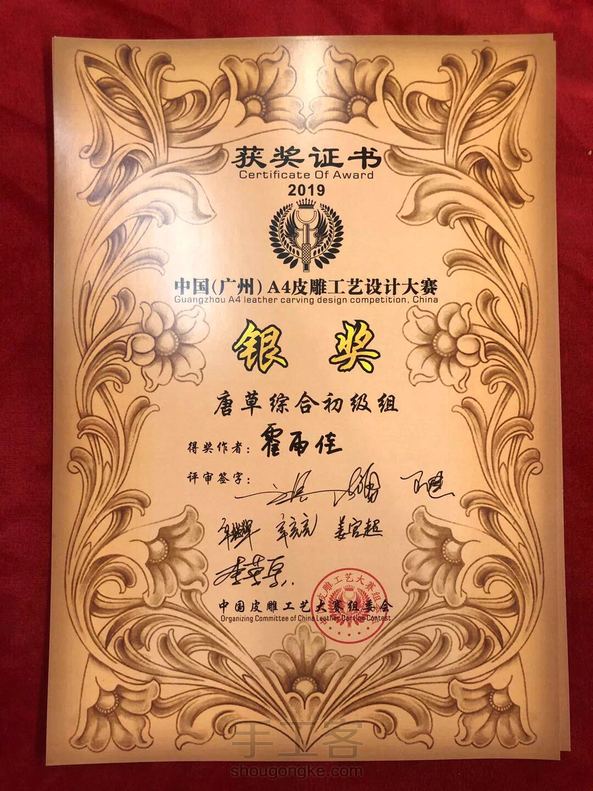 获奖证书
Certificate Of Award
2019
中国(广州)A4皮雕工艺设计大赛
Guangzhou A4 leather carving design competition, China
银奖
唐草综合初级组
得奖作者: 霍雨佳
评审签字:
姜宏超
中国皮雕工艺大赛组委会
Organizing Committee of China Leather Carving Contest
手工客
shougongke.com